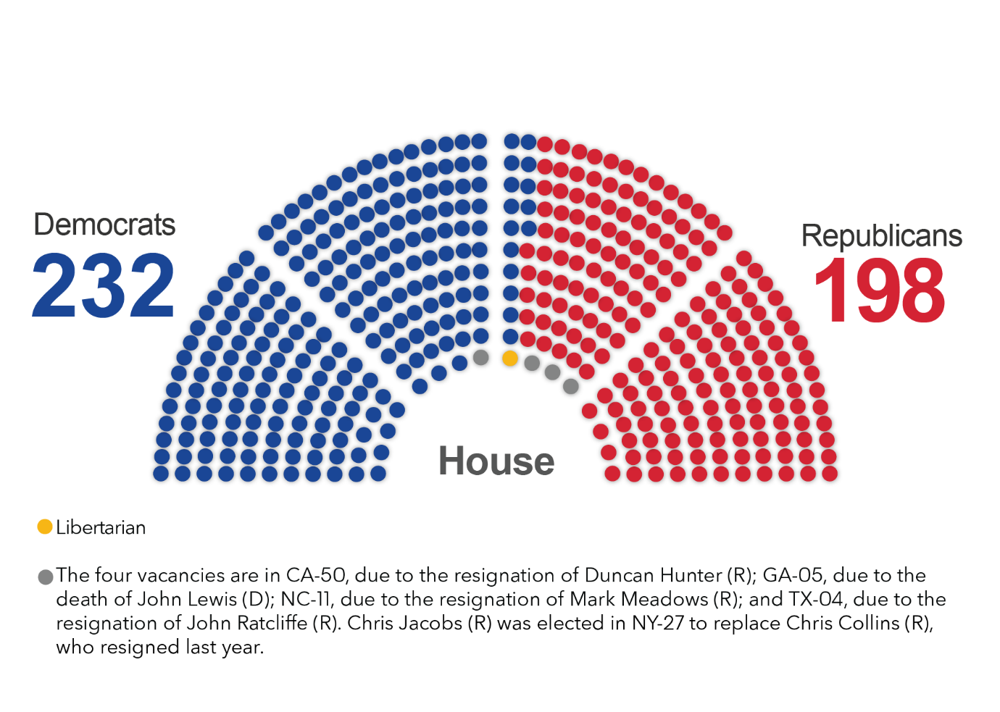 Democrats
232
Republicans
198
House
Libertarian
The four vacancies are in CA-50, due to the resignation of Duncan Hunter (R); GA-05, due to the
death of John Lewis (D); NC-11, due to the resignation of Mark Meadows (R); and TX-04, due to the
resignation of John Ratcliffe (R). Chris Jacobs (R) was elected in NY-27 to replace Chris Collins (R),
who resigned last year.